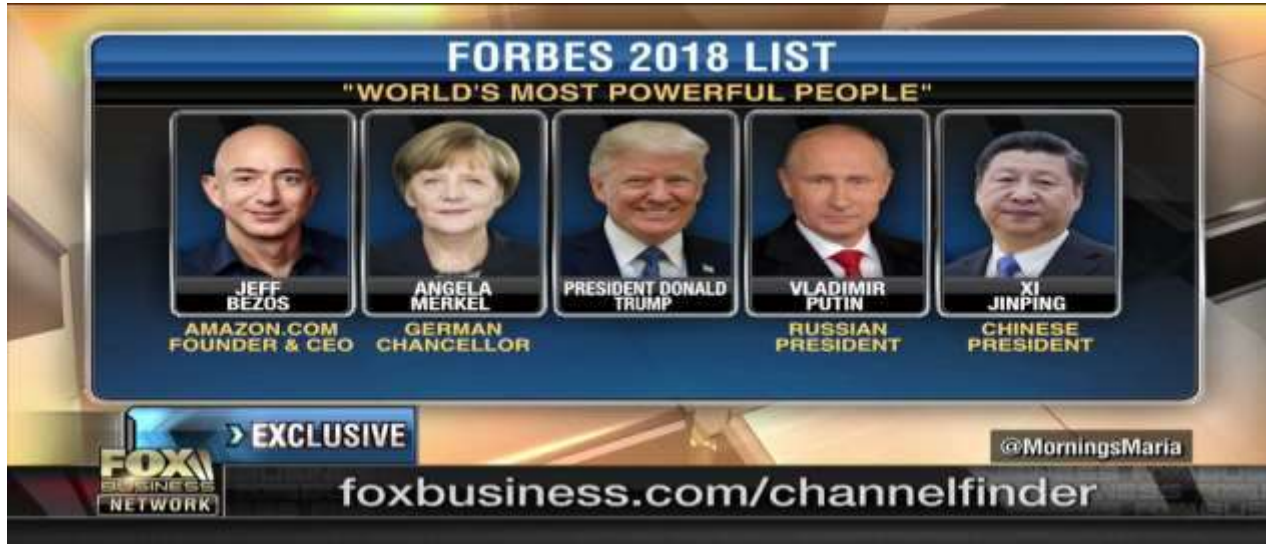 FORBES 2018 LIST
"WORLD'S MOST POWERFUL PEOPLE"
JEFF
BEZOS
AMAZON.COM
FOUNDER & CEO
ANGELA
MERKEL
GERMAN
CHANCELLOR
PRESIDENT DONALD
TRUMP
VLADIMIR
PUTIN
RUSSIAN
PRESIDENT
XI
JINPING
CHINESE
PRESIDENT
EXCLUSIVE
@MorningsMaria
FOX
BUSINESS
NETWORK
foxbusiness.com/channelfinder